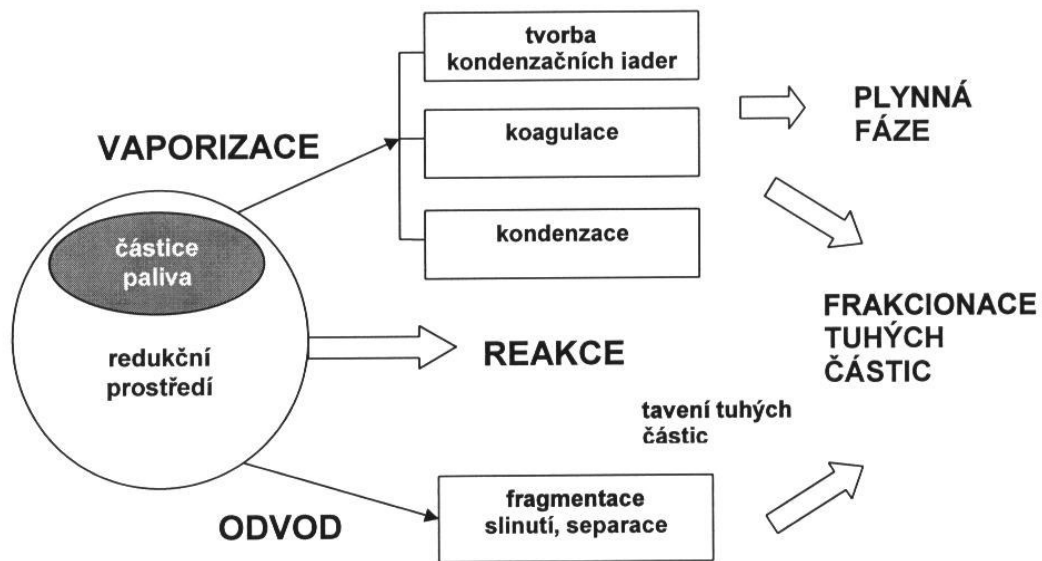 tvorba
kondenzačních iader
PLYNNÁ
FÁZE
VAPORIZACE
koagulace
kondenzace
částice
paliva
FRAKCIONACE
TUHÝCH
ČÁSTIC
REAKCE
redukční
prostředí
tavení tuhých
částic
fragmentace
slinutí, separace
ODVOD